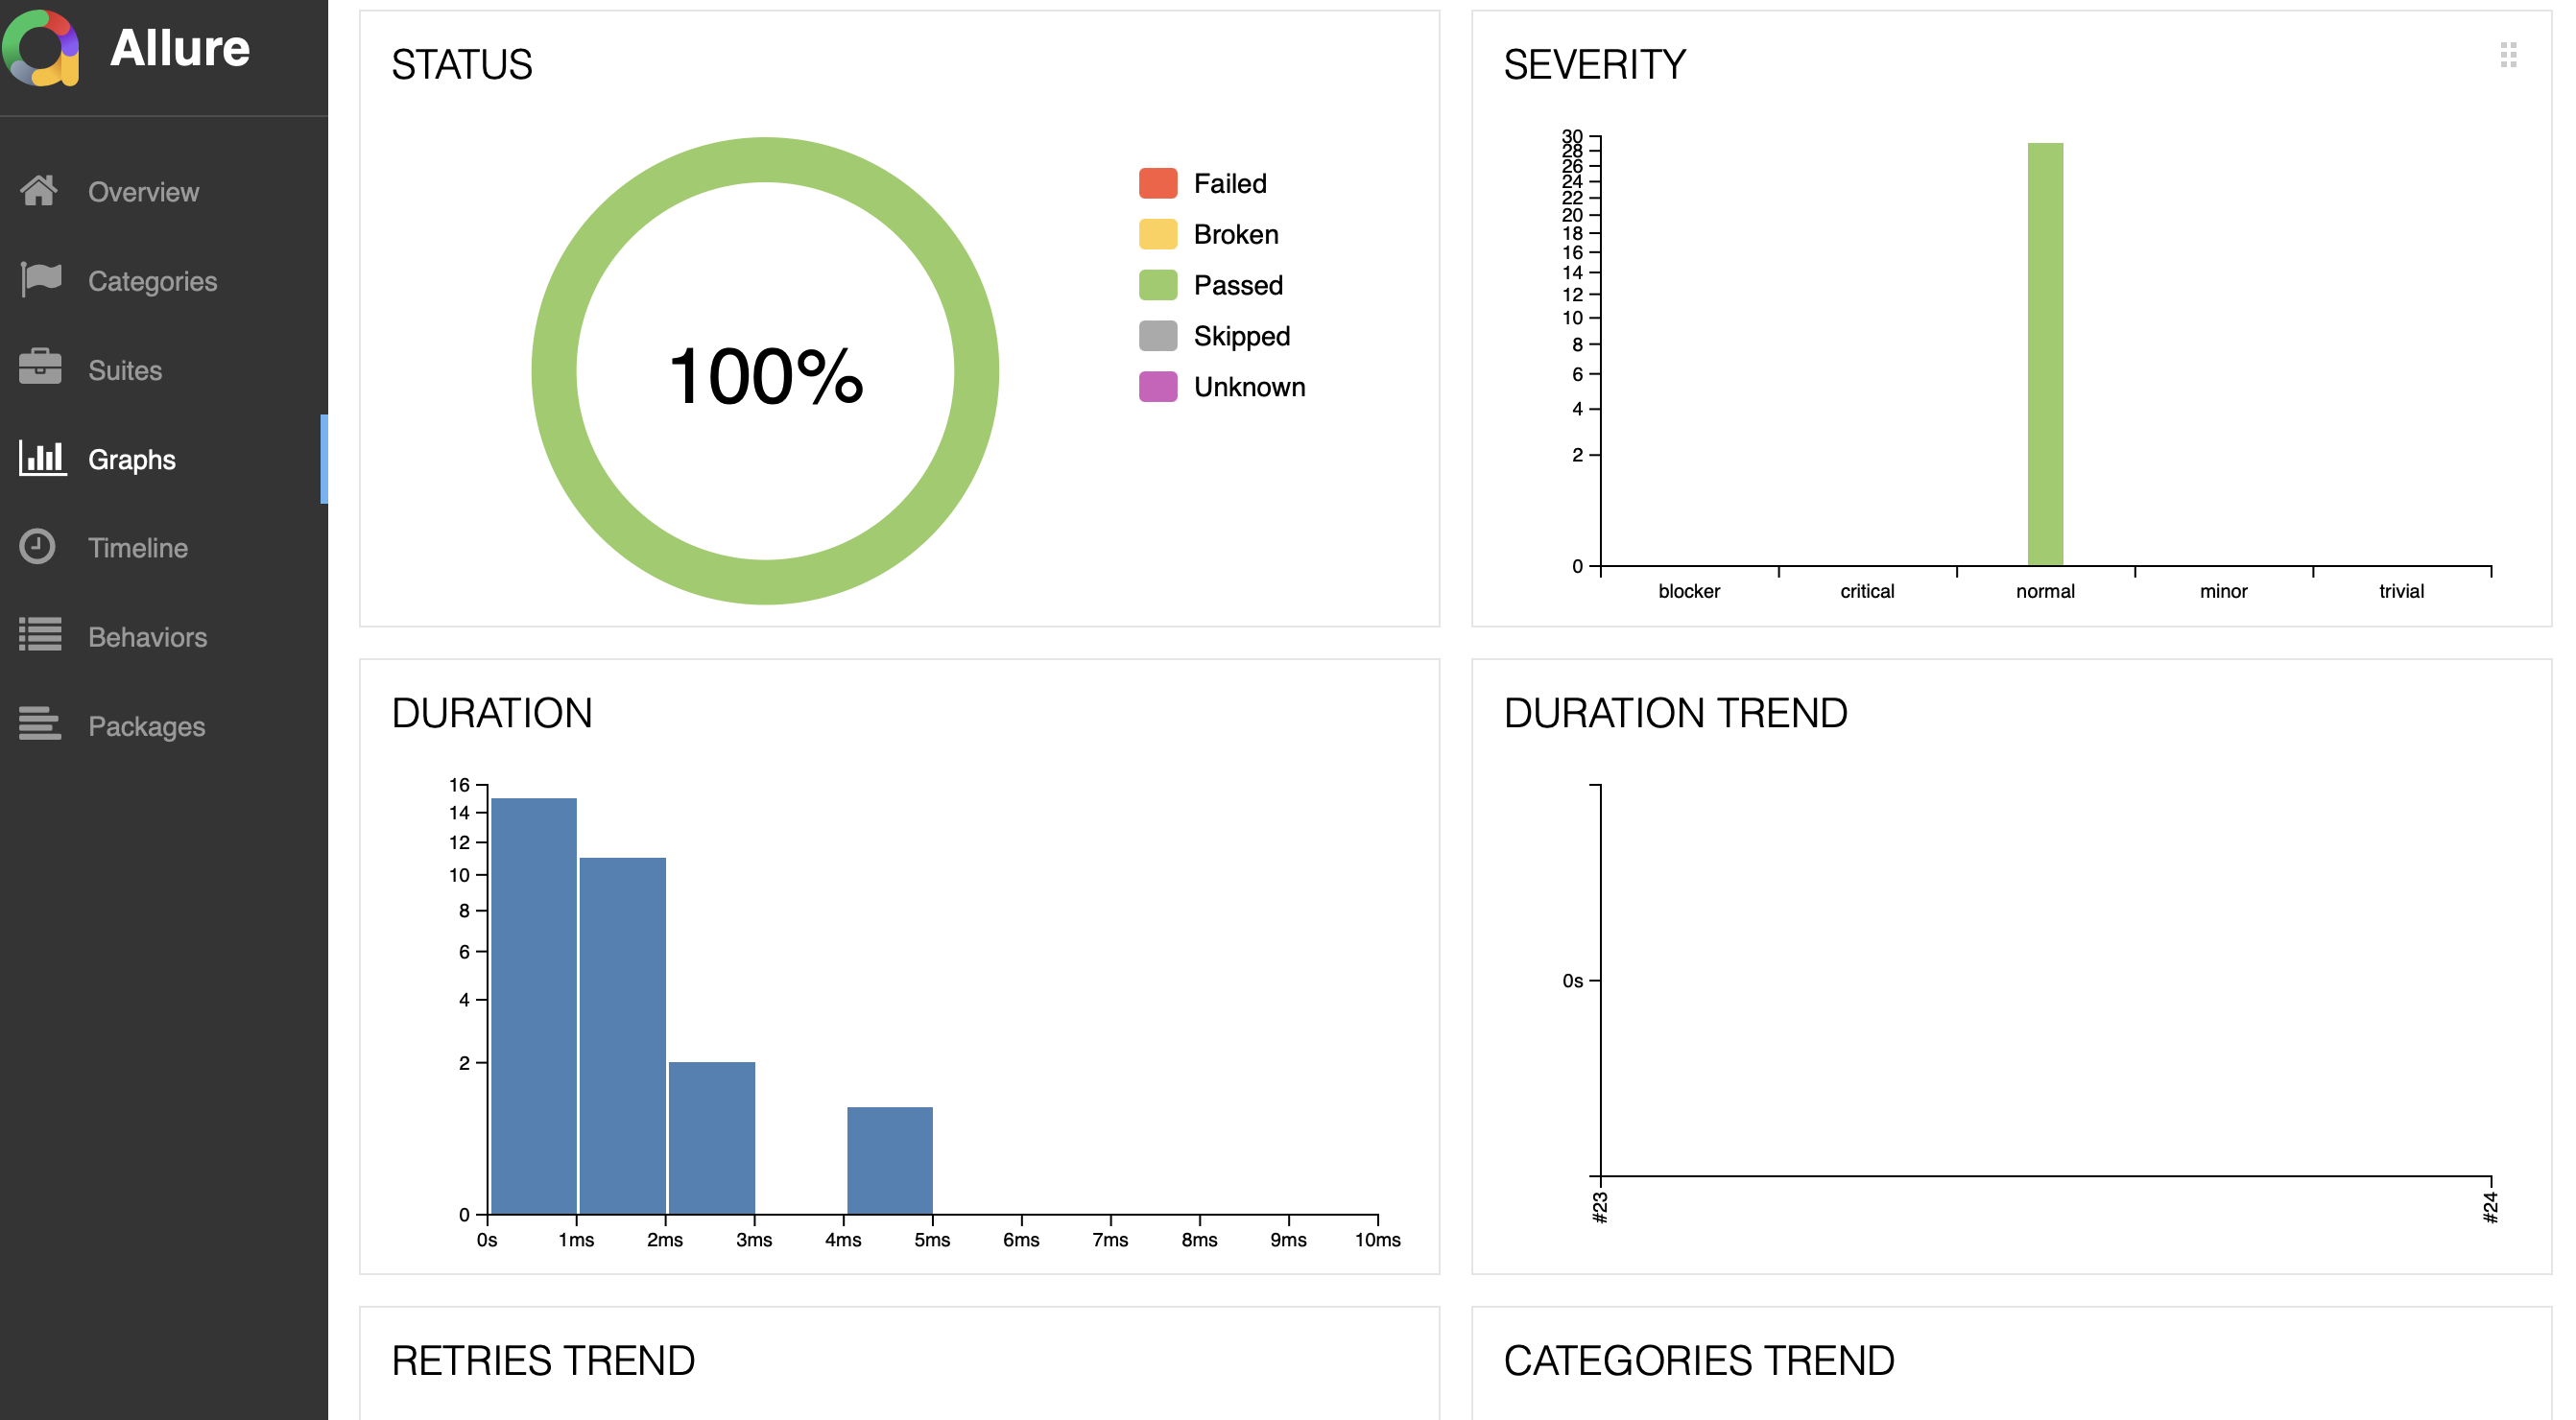 Allure
Overview
Categories
Suites
Graphs
Timeline
Behaviors
Packages
STATUS
100%
Failed
Broken
Passed
Skipped
Unknown
SEVERITY
30
28
26
24
22
20
18
16
14
12
10
8
6
4
2
0
blocker critical normal minor trivial
DURATION
16
14
12
10
8
6
4
2
0
0s 1ms 2ms 3ms 4ms 5ms 6ms 7ms 8ms 9ms 10ms
DURATION TREND
0s
#23 #24
RETRIES TREND
CATEGORIES TREND